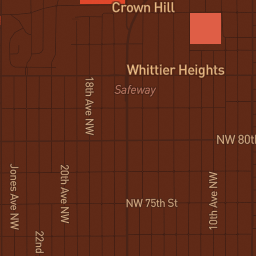 Crown Hill
Whittier Heights
Safeway
18th Ave NW
NW 80th
Jones Ave NW
20th Ave NW
10th Ave NW
NW 75th St
22nd